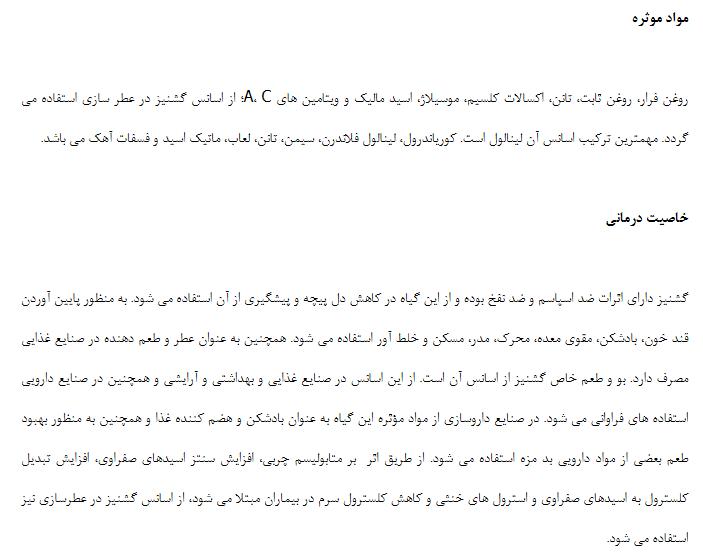 مواد موثره
روغن فرار، روغن ثابت، تانن، اکسالات کلسیم، موسیلاژ، اسید مالیک و ویتامین های A، C؛ از اسانس گشنیز در عطر سازی استفاده می
گردد. مهمترین ترکیب اسانس آن لینالول است. کوریاندرول، لینالول فلاندرن، سیمن، تانن، لعاب، ماتیک اسید و فسفات آهک می باشد.
خاصیت درمانی
گشنیز دارای اثرات ضد اسپاسم و ضد نفخ بوده و از این گیاه در کاهش دل پیچه و پیشگیری از آن استفاده می شود. به منظور پایین آوردن
قند خون، بادشکن، مقوی معده، محرک، مدر، مسکن و خلط آور استفاده می شود. همچنین به عنوان عطر و طعم دهنده در صنایع غذایی
مصرف دارد. بو و طعم خاص گشنیز از اسانس آن است. از این اسانس در صنایع غذایی و بهداشتی و آرایشی و همچنین در صنایع دارویی
استفاده های فراوانی می شود. در صنایع داروسازی از مواد مؤثره این گیاه به عنوان بادشکن و هضم کننده غذا و همچنین به منظور بهبود
طعم بعضی از مواد دارویی بد مزه استفاده می شود. از طریق اثر بر متابولیسم چربی، افزایش سنتز اسیدهای صفراوی، افزایش تبدیل
کلسترول به اسیدهای صفراوی و استرول های خنثی و کاهش کلسترول سرم در بیماران مبتلا می شود، از اسانس گشنیز در عطرسازی نیز
استفاده می شود.